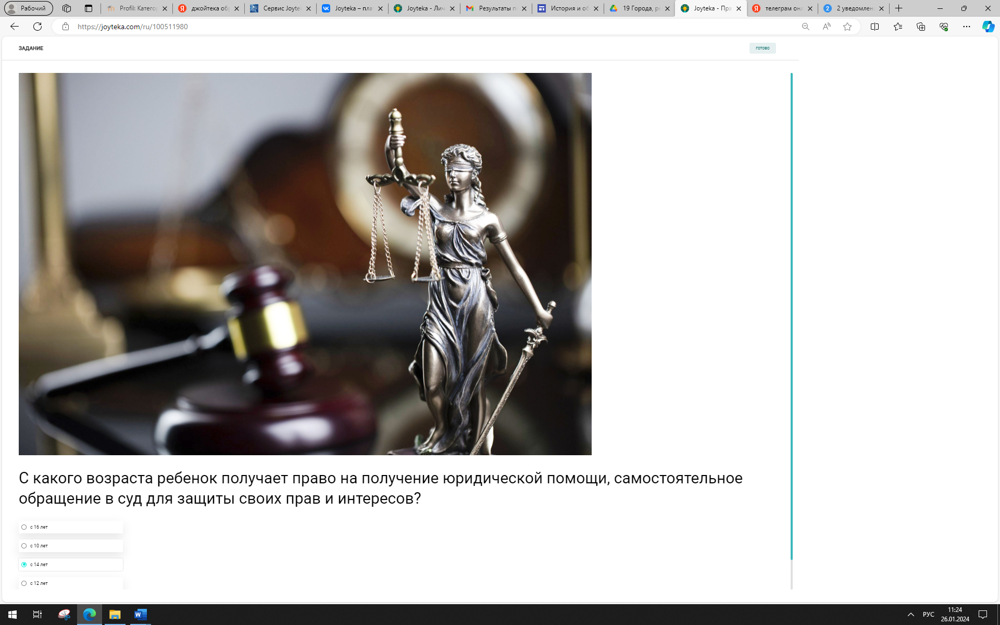 Рабочий
Profil: Катего
джойтека об
Сервис Joyte
Joyteka – пла
Joyteka - Ли
Результаты п
История и об
19 Города, р
Joyteka - Пра
телеграм он
2 уведомлен
https://joyteka.com/ru/100511980
ЗАДАНИЕ
ГОТОВО
С какого возраста ребенок получает право на получение юридической помощи, самостоятельное
обращение в суд для защиты своих прав и интересов?
с 16 лет
с 10 лет
с 14 лет
с 12 лет
РУС
11:24
26.01.2024